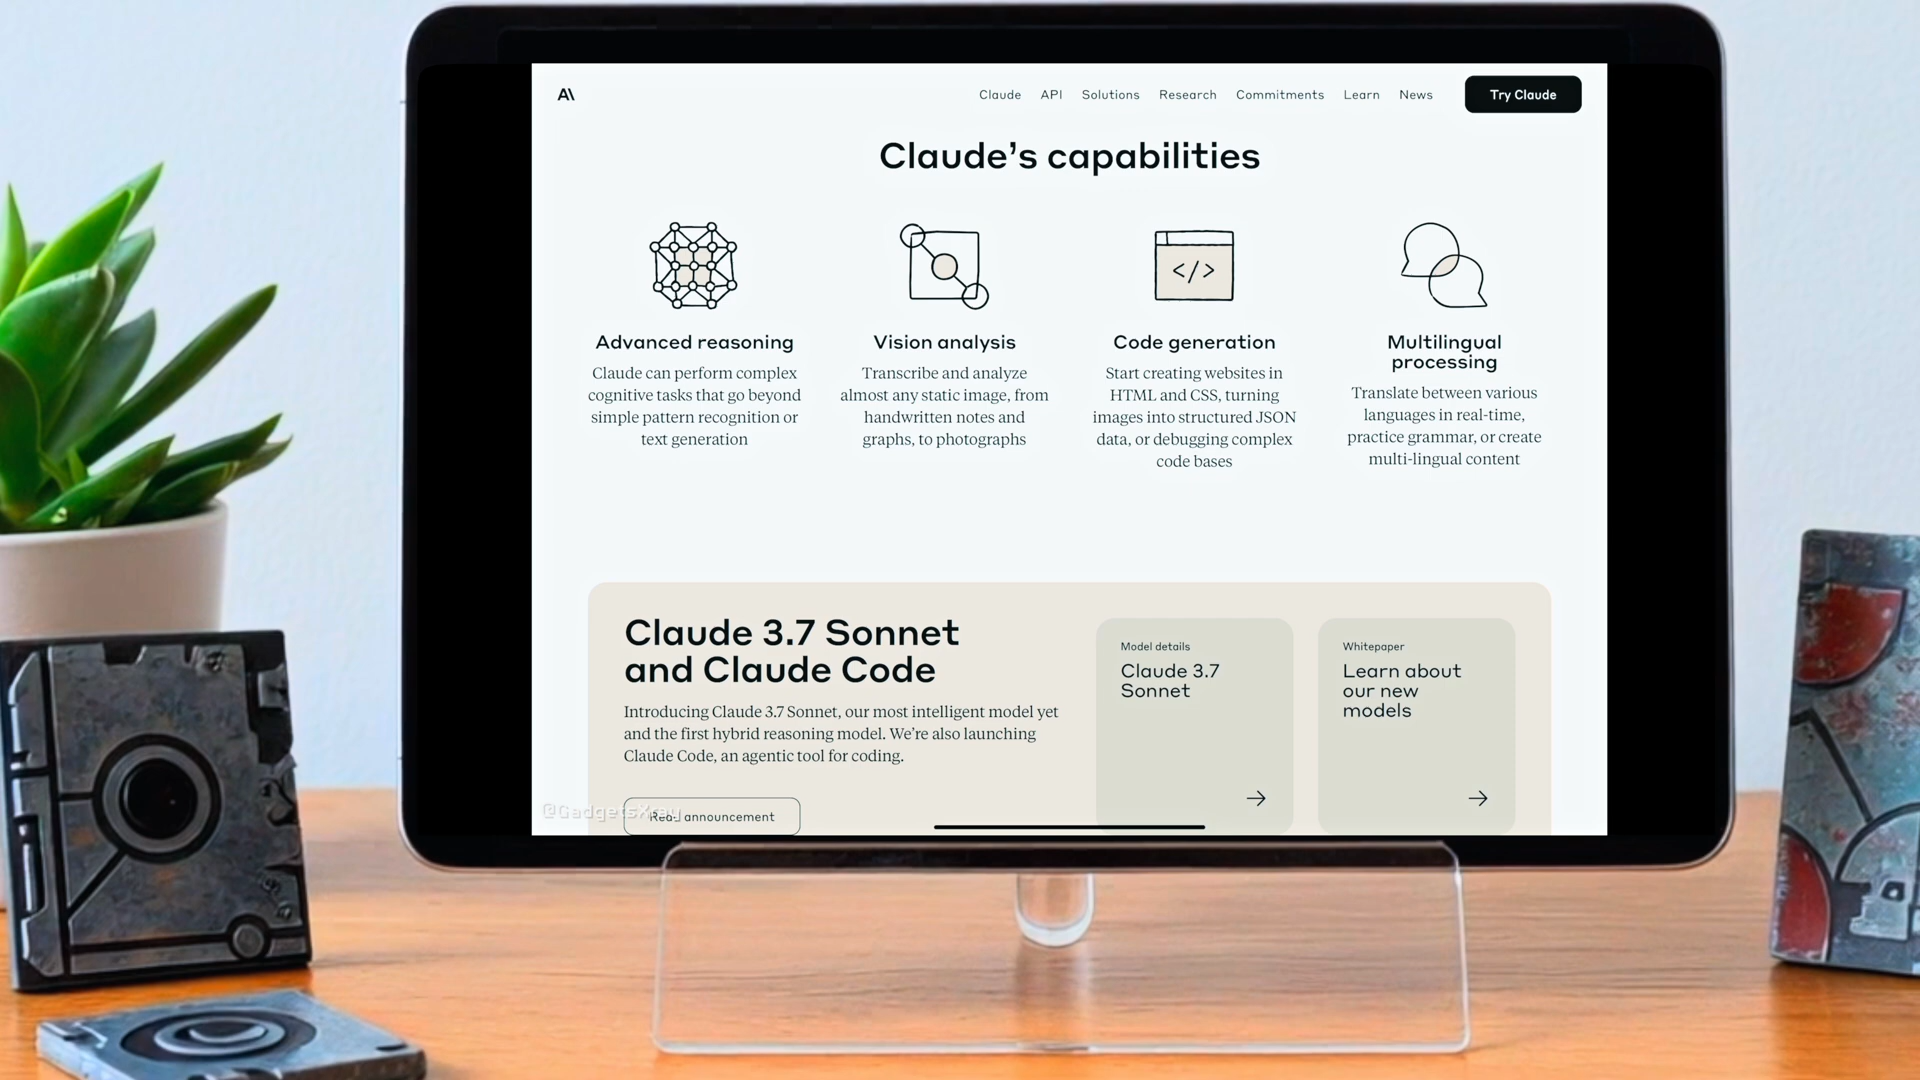 A\
Claude API Solutions Research Commitments Learn News Try Claude
Claude’s capabilities
Advanced reasoning
Claude can perform complex
cognitive tasks that go beyond
simple pattern recognition or
text generation
Vision analysis
Transcribe and analyze
almost any static image, from
handwritten notes and
graphs, to photographs
Code generation
</>
Start creating websites in
HTML and CSS, turning
images into structured JSON
data, or debugging complex
code bases
Multilingual
processing
Translate between various
languages in real-time,
practice grammar, or create
multi-lingual content
Claude 3.7 Sonnet
and Claude Code
Introducing Claude 3.7 Sonnet, our most intelligent model yet
and the first hybrid reasoning model. We’re also launching
Claude Code, an agentic tool for coding.
Read announcement
@GadgetsXray
Model details
Claude 3.7
Sonnet
Whitepaper
Learn about
our new
models